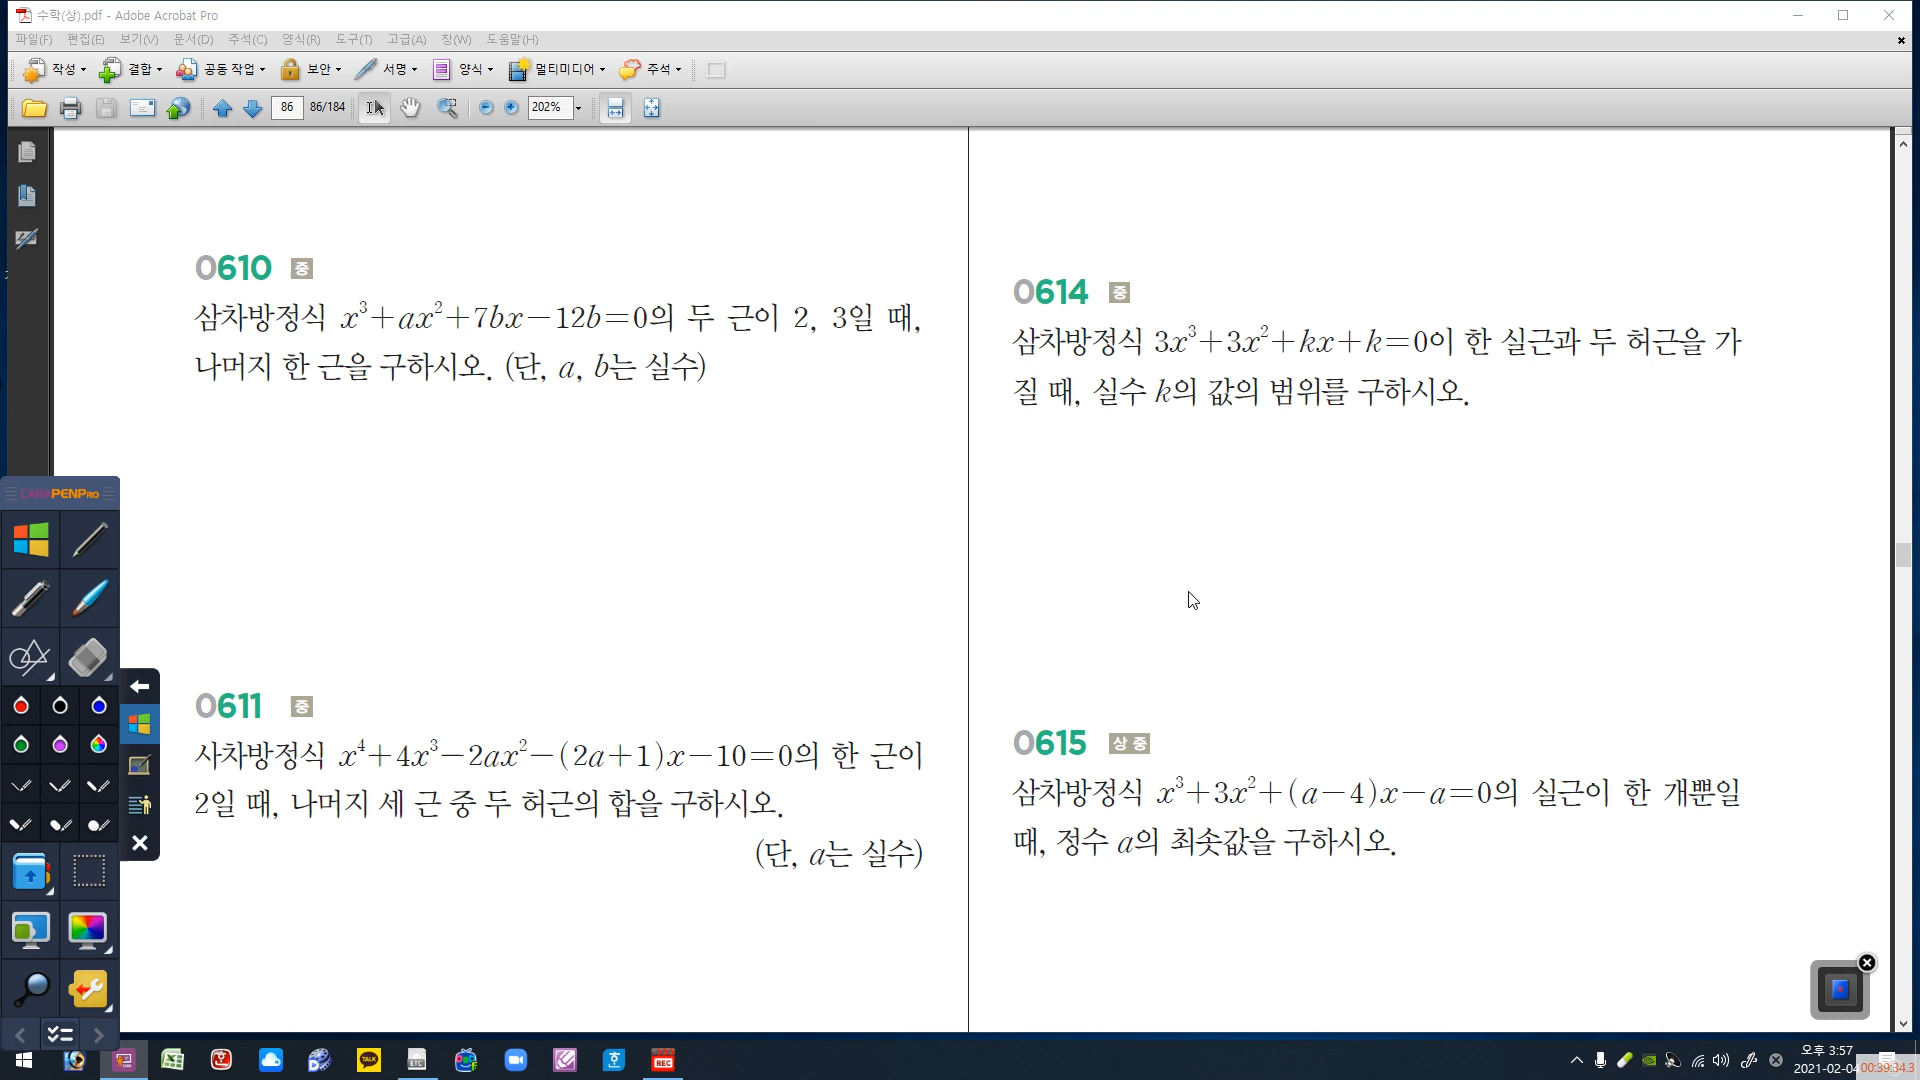 수학(상).pdf - Adobe Acrobat Pro
파일(F) 편집(E) 보기(V) 문서(D) 주석(C) 양식(R) 도구(T) 고급(A) 창(W) 도움말(H)
작성 결합 공동 작업 보안 서명 양식 멀티미디어 주석
86 86/184 202%
0610 중
삼차방정식 x³+ax²+7bx−12b=0의 두 근이 2, 3일 때,
나머지 한 근을 구하시오. (단, a, b는 실수)
0611 중
사차방정식 x⁴+4x³−2ax²−(2a+1)x−10=0의 한 근이
2일 때, 나머지 세 근 중 두 허근의 합을 구하시오.
(단, a는 실수)
0614 중
삼차방정식 3x³+3x²+kx+k=0이 한 실근과 두 허근을 가
질 때, 실수 k의 값의 범위를 구하시오.
0615 상중
삼차방정식 x³+3x²+(a−4)x−a=0의 실근이 한 개뿐일
때, 정수 a의 최솟값을 구하시오.
CARAPENPRO
TALK
ETC
REC
오후 3:57
2021-02-04
00:39:34.3